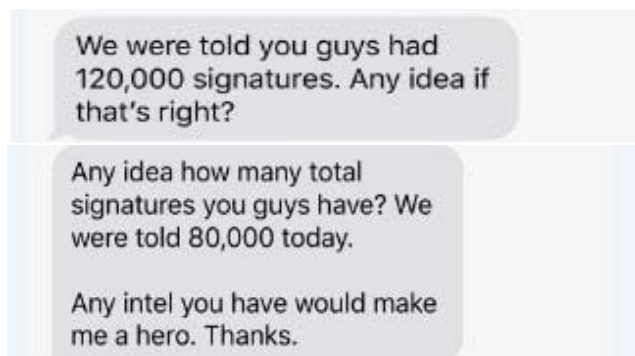 We were told you guys had
120,000 signatures. Any idea if
that's right?
Any idea how many total
signatures you guys have? We
were told 80,000 today.
Any intel you have would make
me a hero. Thanks.